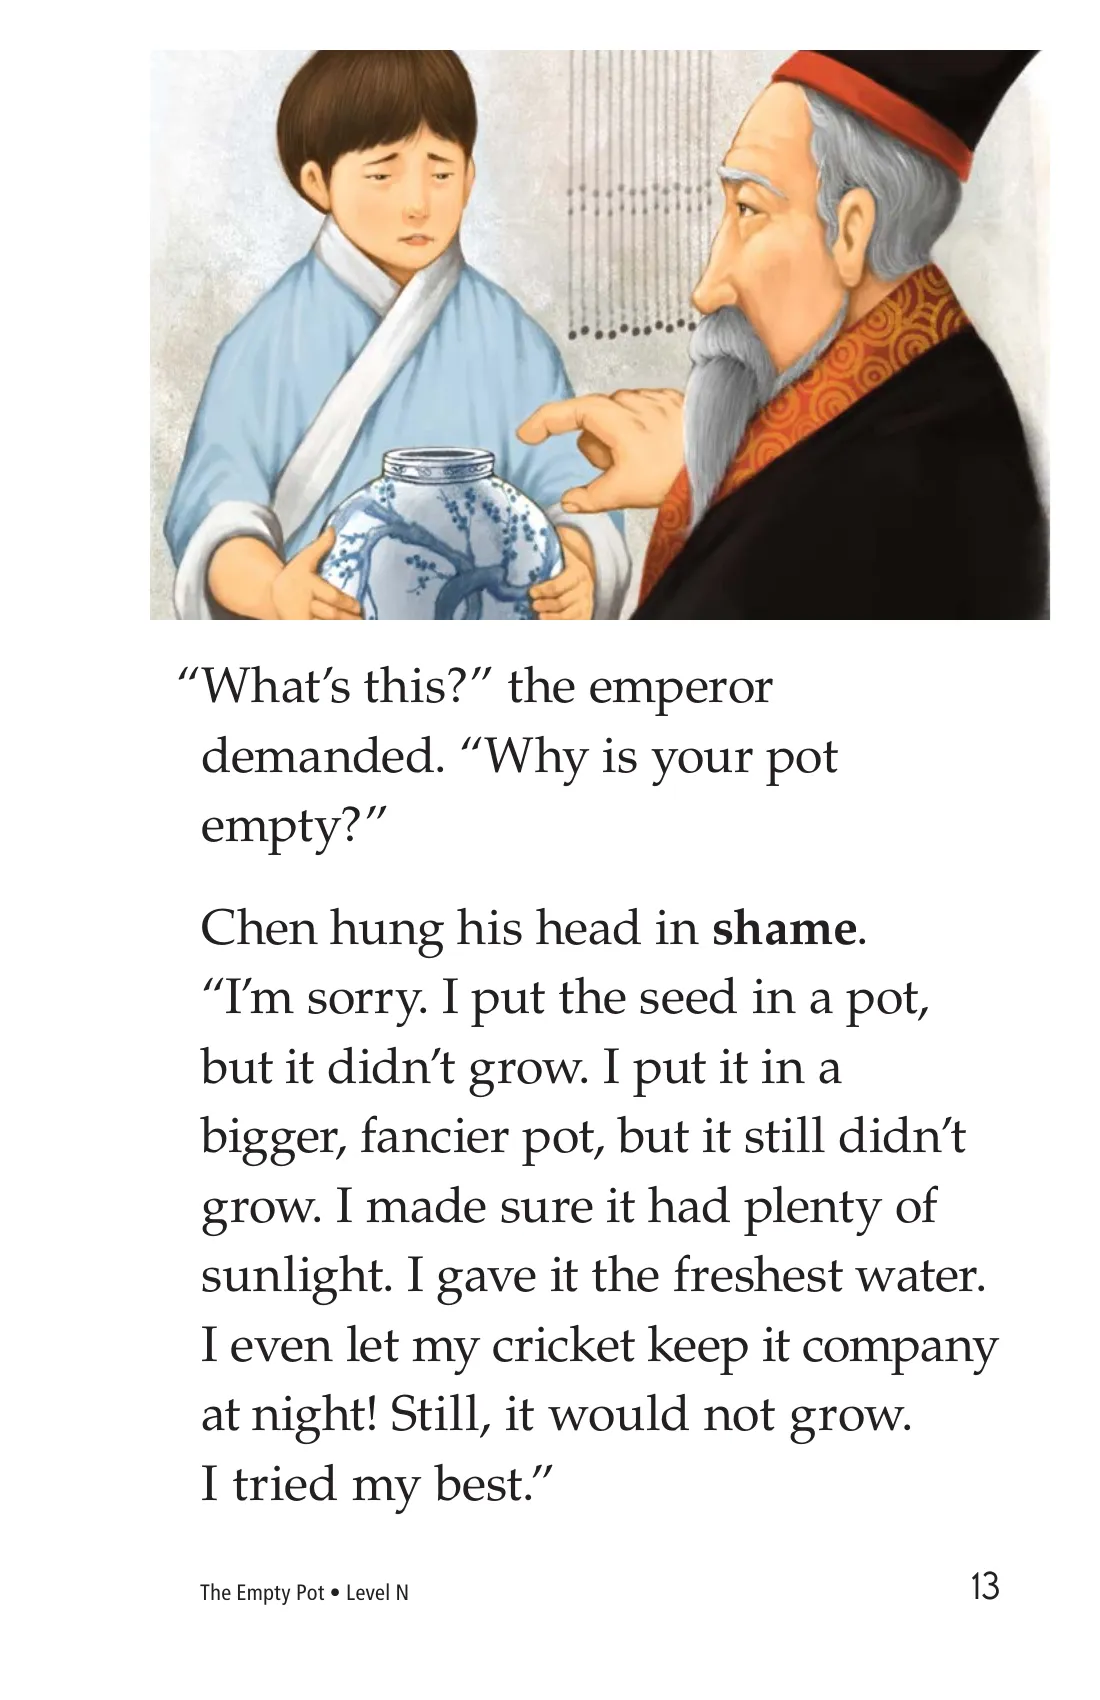 “What’s this?” the emperor
demanded. “Why is your pot
empty?”
Chen hung his head in shame.
“I’m sorry. I put the seed in a pot,
but it didn’t grow. I put it in a
bigger, fancier pot, but it still didn’t
grow. I made sure it had plenty of
sunlight. I gave it the freshest water.
I even let my cricket keep it company
at night! Still, it would not grow.
I tried my best.”
The Empty Pot • Level N
13